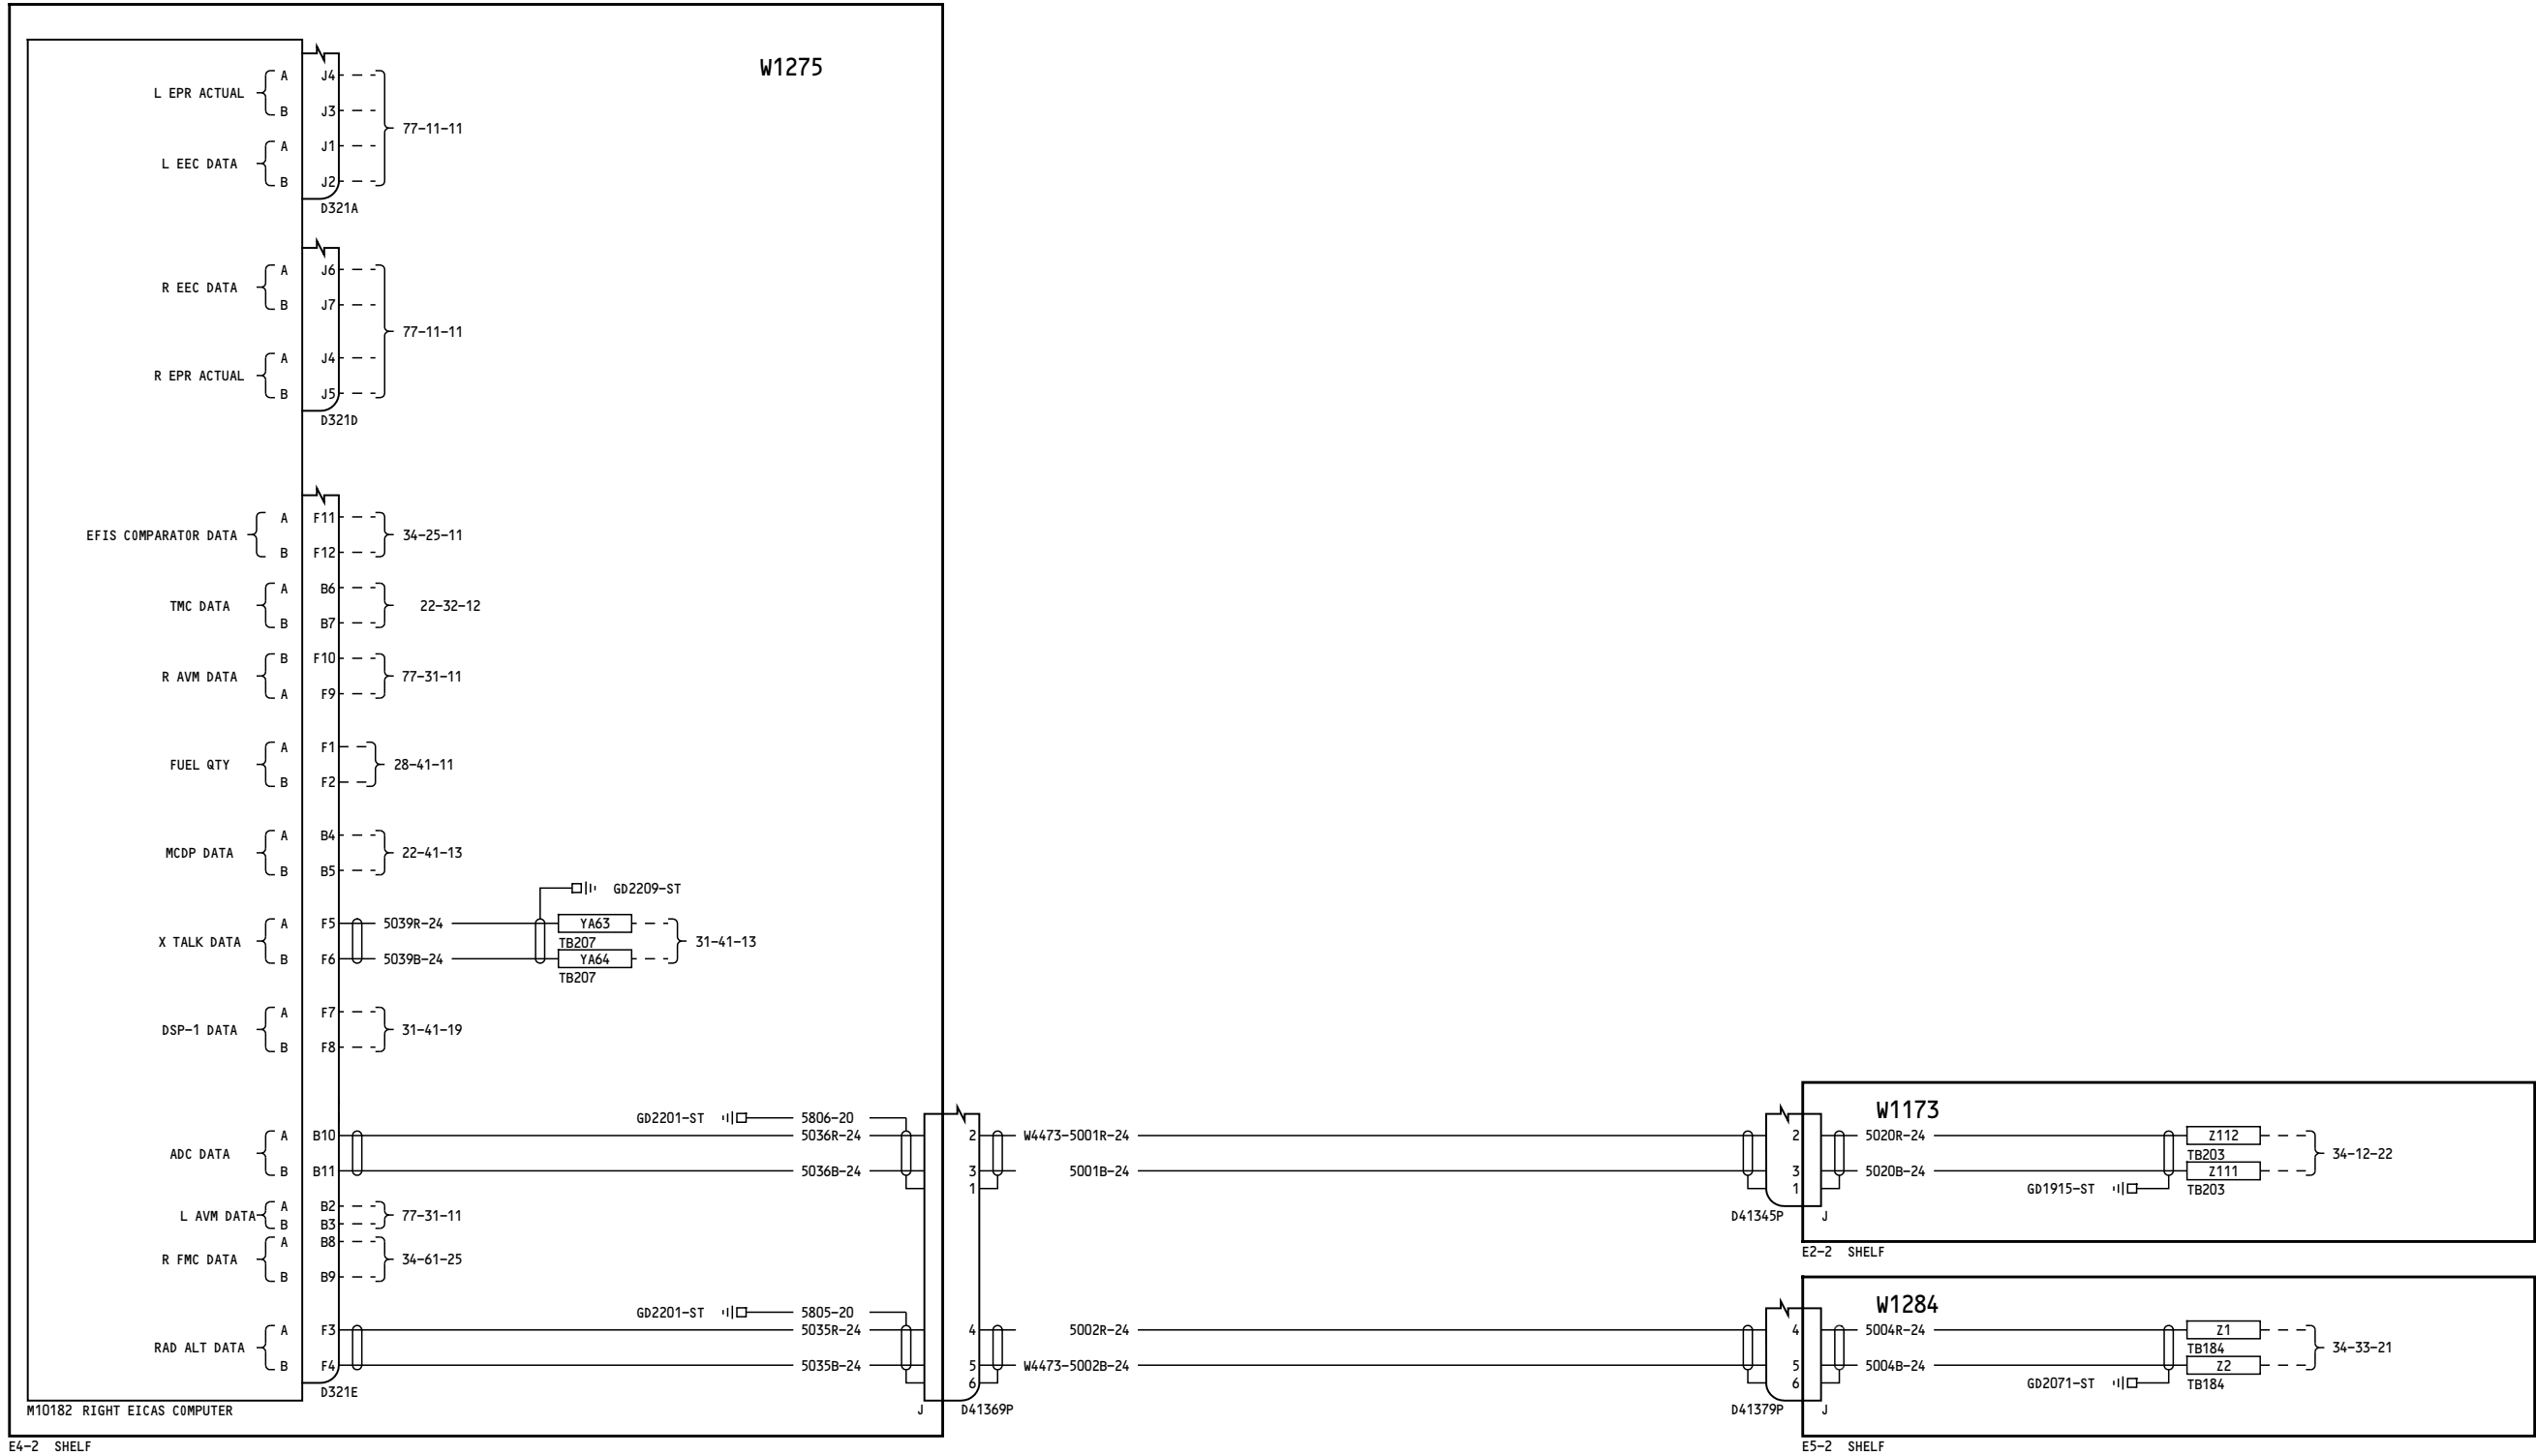 W1275
L EPR ACTUAL
A J4
B J3
77-11-11
L EEC DATA
A J1
B J2
D321A
R EEC DATA
A J6
B J7
77-11-11
R EPR ACTUAL
A J4
B J5
D321D
EFIS COMPARATOR DATA
A F11
B F12
34-25-11
TMC DATA
A B6
B B7
22-32-12
R AVM DATA
B F10
A F9
77-31-11
FUEL QTY
A F1
B F2
28-41-11
MCDP DATA
A B4
B B5
22-41-13
GD2209-ST
X TALK DATA
A F5 5039R-24 YA63
TB207
B F6 5039B-24 YA64
TB207
31-41-13
DSP-1 DATA
A F7
B F8
31-41-19
GD2201-ST 5806-20
ADC DATA
A B10 5036R-24 2 W4473-5001R-24 2 5020R-24 Z112
TB203
B B11 5036B-24 3 5001B-24 3 5020B-24 Z111
TB203
1 1 GD1915-ST
34-12-22
W1173
D41345P J
E2-2 SHELF
L AVM DATA
A B2
B B3
77-31-11
R FMC DATA
A B8
B B9
34-61-25
GD2201-ST 5805-20
RAD ALT DATA
A F3 5035R-24 4 5002R-24 4 5004R-24 Z1
TB184
B F4 5035B-24 5 W4473-5002B-24 5 5004B-24 Z2
TB184
6 6 GD2071-ST
34-33-21
W1284
D321E
M10182 RIGHT EICAS COMPUTER
J D41369P
D41379P J
E4-2 SHELF
E5-2 SHELF